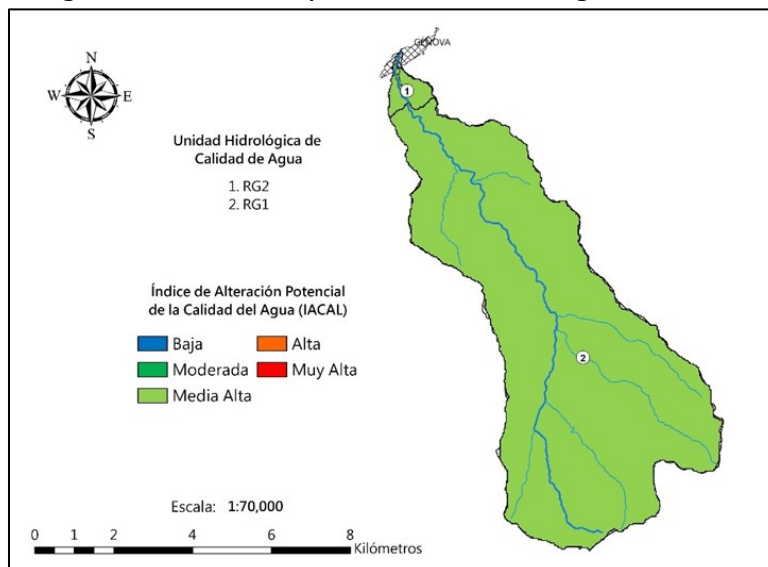 GÉNOVA
N
W E
S
1
Unidad Hidrológica de
Calidad de Agua
1. RG2
2. RG1
Índice de Alteración Potencial
de la Calidad del Agua (IACAL)
Baja
Alta
Moderada
Muy Alta
Media Alta
2
Escala: 1:70,000
0 1 2 4 6 8
Kilómetros